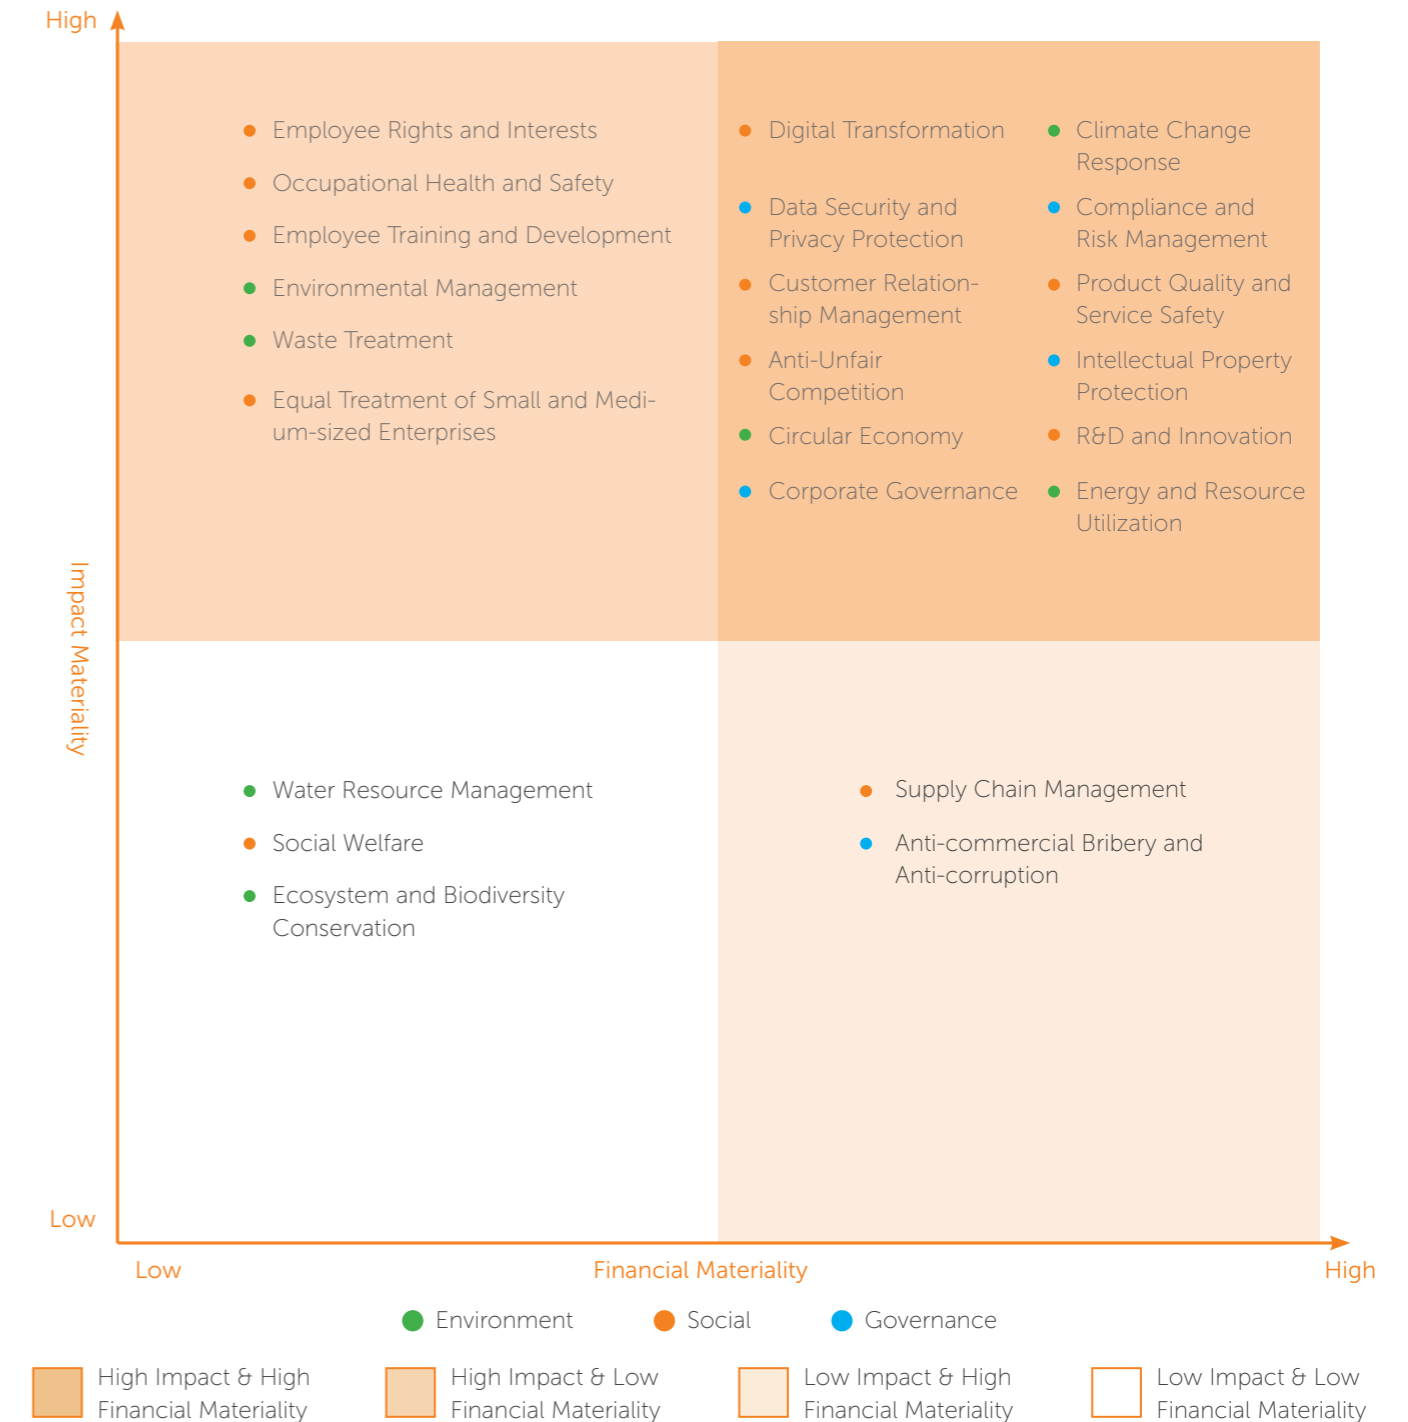 High
Employee Rights and Interests
Occupational Health and Safety
Employee Training and Development
Environmental Management
Waste Treatment
Equal Treatment of Small and Medi-
um-sized Enterprises
Digital Transformation
Data Security and
Privacy Protection
Customer Relation-
ship Management
Anti-Unfair
Competition
Circular Economy
Corporate Governance
Climate Change
Response
Compliance and
Risk Management
Product Quality and
Service Safety
Intellectual Property
Protection
R&D and Innovation
Energy and Resource
Utilization
Impact Materiality
Water Resource Management
Social Welfare
Ecosystem and Biodiversity
Conservation
Supply Chain Management
Anti-commercial Bribery and
Anti-corruption
Low
Low
Financial Materiality
High
Environment
Social
Governance
High Impact & High
Financial Materiality
High Impact & Low
Financial Materiality
Low Impact & High
Financial Materiality
Low Impact & Low
Financial Materiality